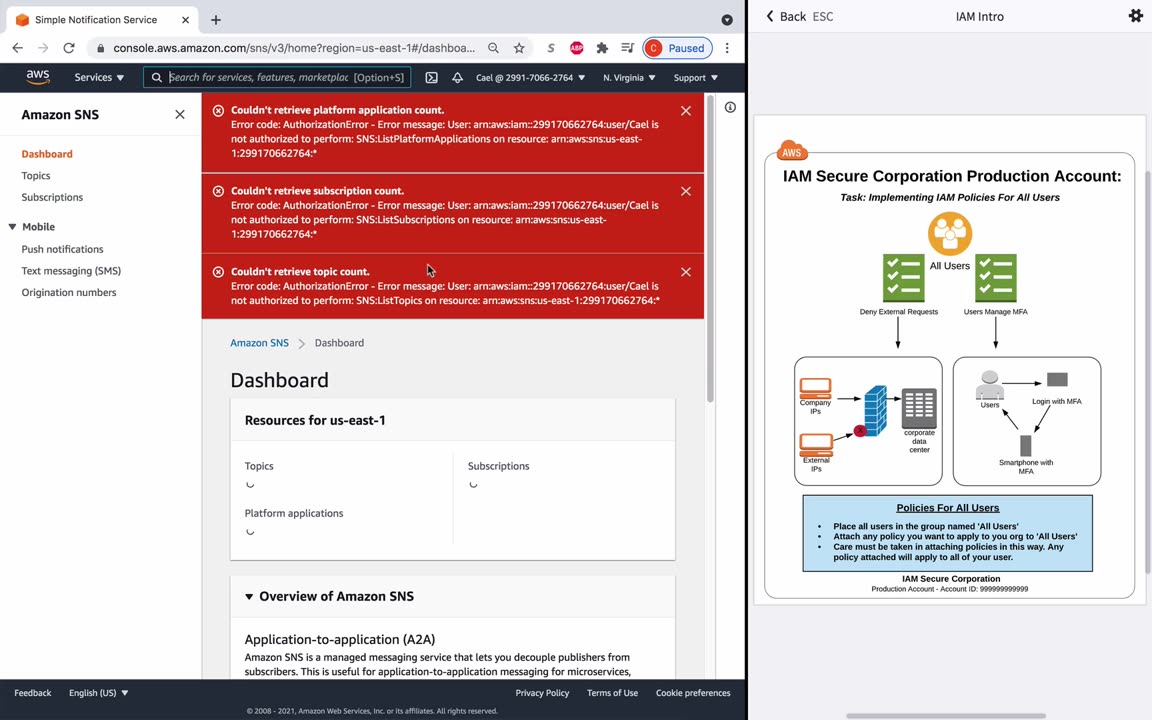 Simple Notification Service
console.aws.amazon.com/sns/v3/home?region=us-east-1#/dashboa...
S
ABP
C Paused
aws
Services
Search for services, features, marketplac [Option+S]
Cael @ 2991-7066-2764
N. Virginia
Support
Amazon SNS
Dashboard
Topics
Subscriptions
Mobile
Push notifications
Text messaging (SMS)
Origination numbers
Couldn't retrieve platform application count.
Error code: AuthorizationError - Error message: User: arn:aws:iam::299170662764:user/Cael is
not authorized to perform: SNS:ListPlatformApplications on resource: arn:aws:sns:us-east-
1:299170662764:*
Couldn't retrieve subscription count.
Error code: AuthorizationError - Error message: User: arn:aws:iam::299170662764:user/Cael is
not authorized to perform: SNS:ListSubscriptions on resource: arn:aws:sns:us-east-
1:299170662764:*
Couldn't retrieve topic count.
Error code: AuthorizationError - Error message: User: arn:aws:iam::299170662764:user/Cael is
not authorized to perform: SNS:ListTopics on resource: arn:aws:sns:us-east-1:299170662764:*
Amazon SNS
Dashboard
Dashboard
Resources for us-east-1
Topics
Subscriptions
Platform applications
Overview of Amazon SNS
Application-to-application (A2A)
Amazon SNS is a managed messaging service that lets you decouple publishers from
subscribers. This is useful for application-to-application messaging for microservices,
Feedback
English (US)
Privacy Policy
Terms of Use
Cookie preferences
© 2008 - 2021, Amazon Web Services, Inc. or its affiliates. All rights reserved.
Back ESC
IAM Intro
AWS
IAM Secure Corporation Production Account:
Task: Implementing IAM Policies For All Users
All Users
Deny External Requests
Users Manage MFA
Company
IPs
External
IPs
X
corporate
data
center
Users
Login with MFA
Smartphone with
MFA
Policies For All Users
• Place all users in the group named 'All Users'
• Attach any policy you want to apply to you org to 'All Users'
• Care must be taken in attaching policies in this way. Any
policy attached will apply to all of your user.
IAM Secure Corporation
Production Account - Account ID: 999999999999